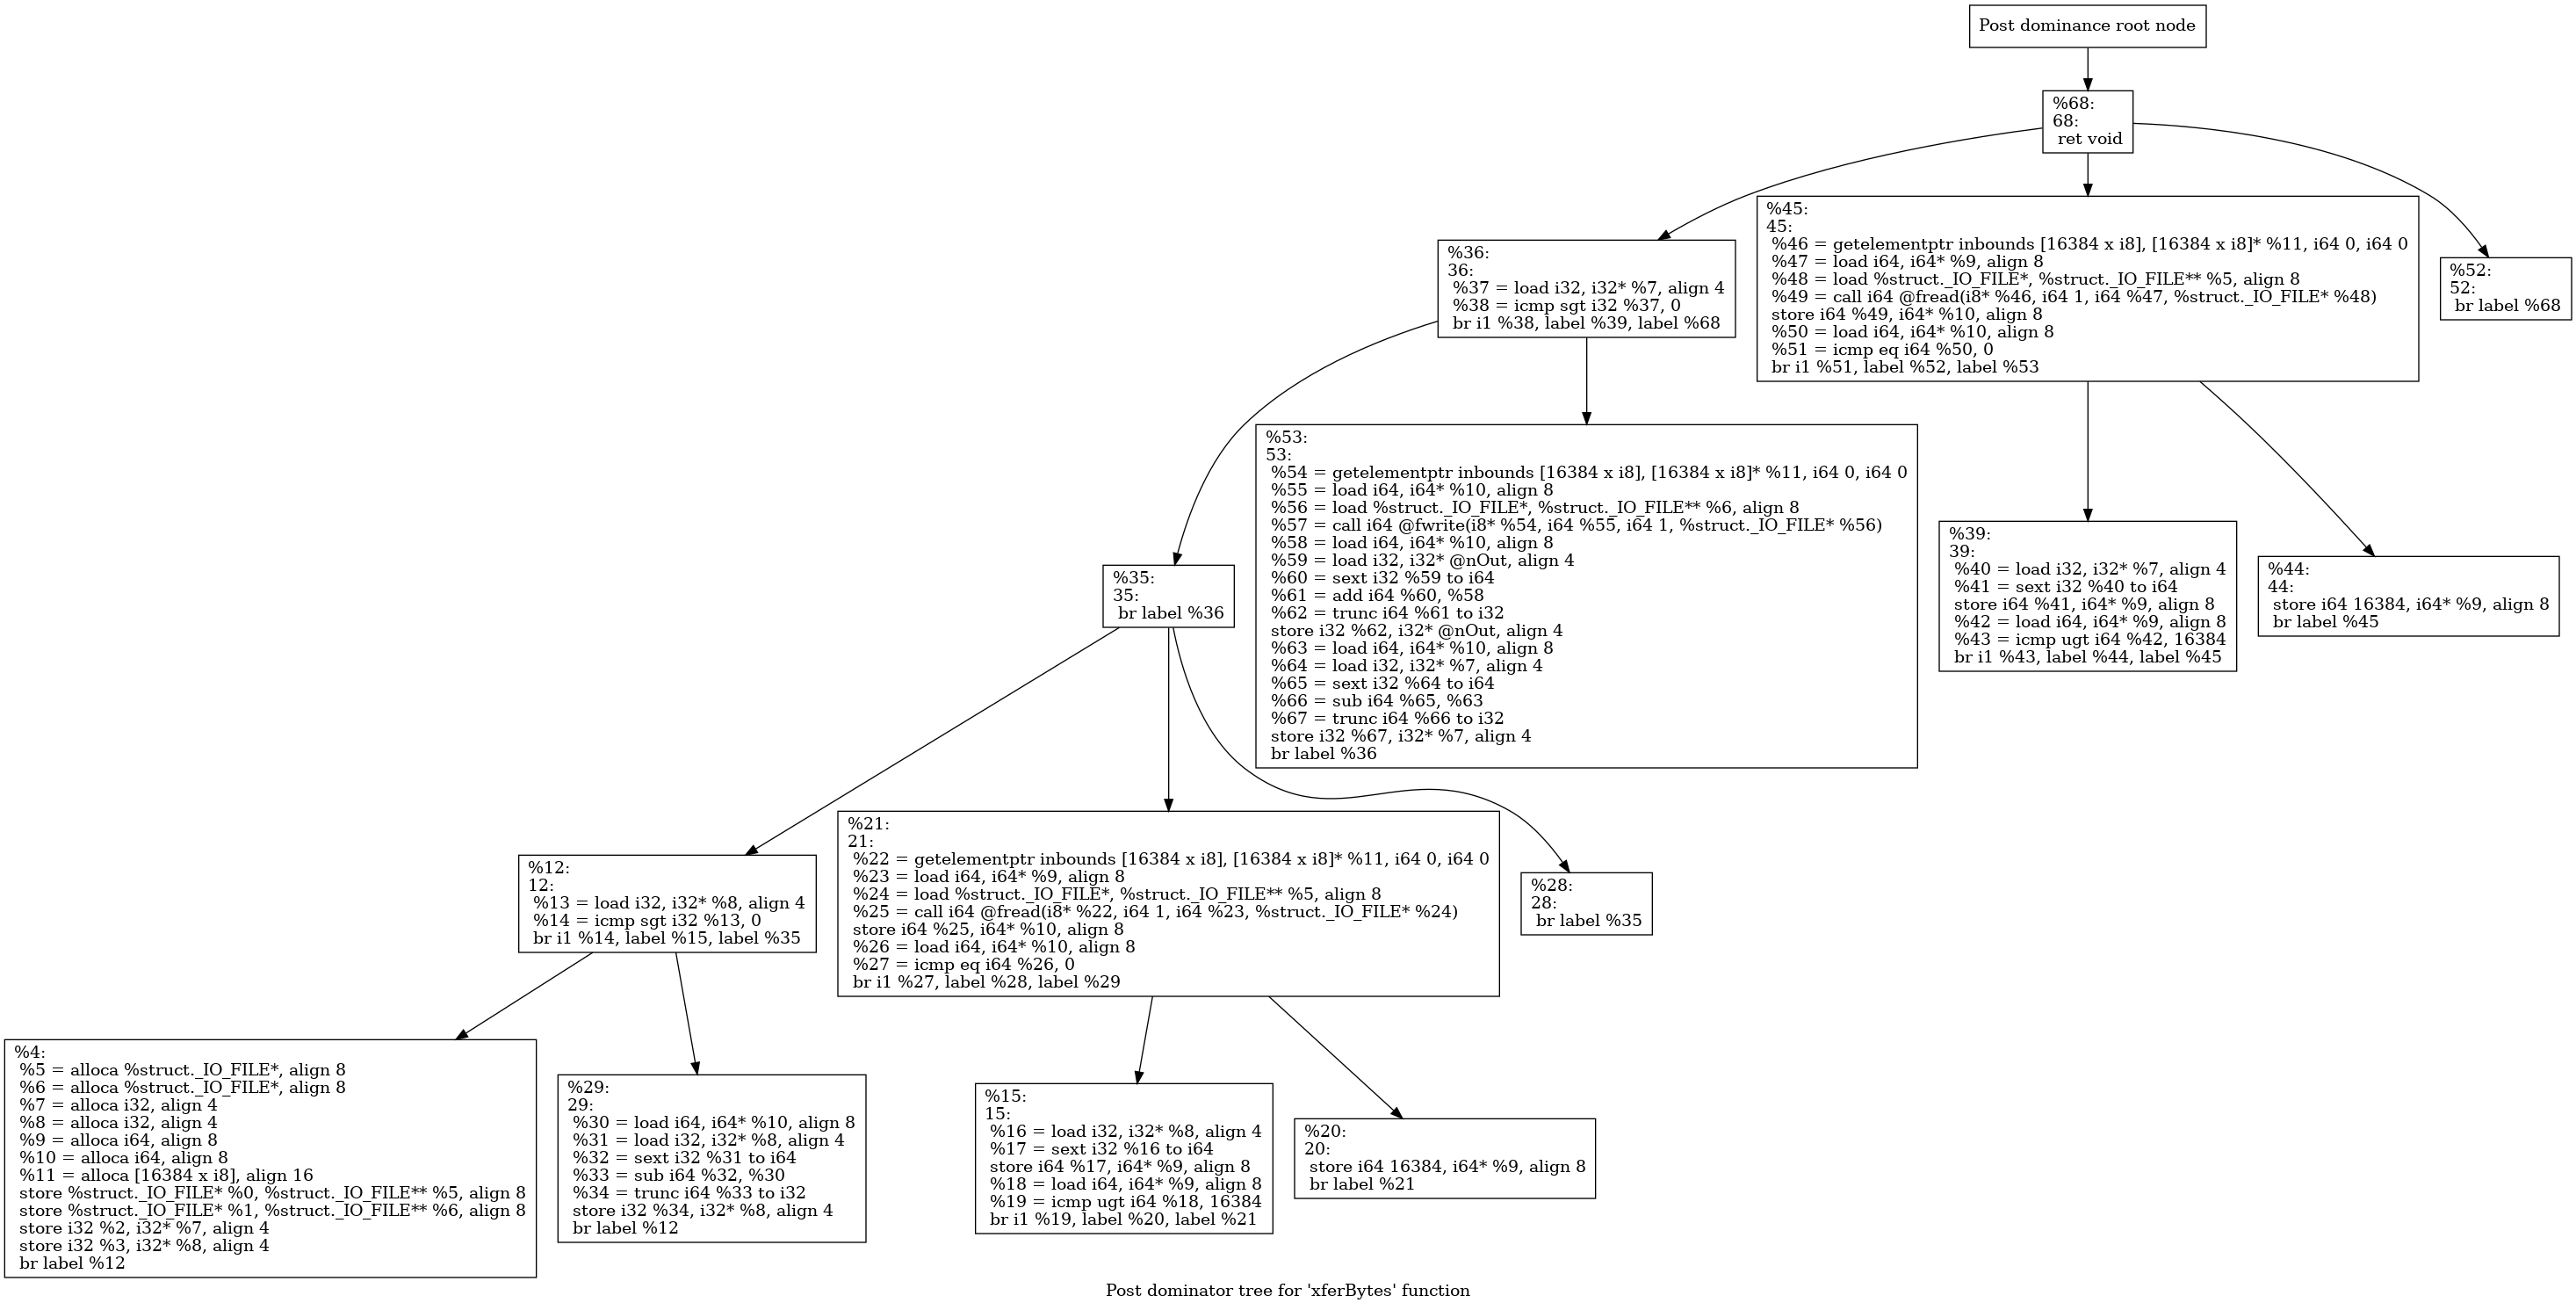 Post dominance root node
%68:
68:
ret void
%36:
36:
%37 = load i32, i32* %7, align 4
%38 = icmp sgt i32 %37, 0
br i1 %38, label %39, label %68
%45:
45:
%46 = getelementptr inbounds [16384 x i8], [16384 x i8]* %11, i64 0, i64 0
%47 = load i64, i64* %9, align 8
%48 = load %struct._IO_FILE*, %struct._IO_FILE** %5, align 8
%49 = call i64 @fread(i8* %46, i64 1, i64 %47, %struct._IO_FILE* %48)
store i64 %49, i64* %10, align 8
%50 = load i64, i64* %10, align 8
%51 = icmp eq i64 %50, 0
br i1 %51, label %52, label %53
%52:
52:
br label %68
%35:
35:
br label %36
%53:
53:
%54 = getelementptr inbounds [16384 x i8], [16384 x i8]* %11, i64 0, i64 0
%55 = load i64, i64* %10, align 8
%56 = load %struct._IO_FILE*, %struct._IO_FILE** %6, align 8
%57 = call i64 @fwrite(i8* %54, i64 %55, i64 1, %struct._IO_FILE* %56)
%58 = load i64, i64* %10, align 8
%59 = load i32, i32* @nOut, align 4
%60 = sext i32 %59 to i64
%61 = add i64 %60, %58
%62 = trunc i64 %61 to i32
store i32 %62, i32* @nOut, align 4
%63 = load i64, i64* %10, align 8
%64 = load i32, i32* %7, align 4
%65 = sext i32 %64 to i64
%66 = sub i64 %65, %63
%67 = trunc i64 %66 to i32
store i32 %67, i32* %7, align 4
br label %36
%39:
39:
%40 = load i32, i32* %7, align 4
%41 = sext i32 %40 to i64
store i64 %41, i64* %9, align 8
%42 = load i64, i64* %9, align 8
%43 = icmp ugt i64 %42, 16384
br i1 %43, label %44, label %45
%44:
44:
store i64 16384, i64* %9, align 8
br label %45
%12:
12:
%13 = load i32, i32* %8, align 4
%14 = icmp sgt i32 %13, 0
br i1 %14, label %15, label %35
%21:
21:
%22 = getelementptr inbounds [16384 x i8], [16384 x i8]* %11, i64 0, i64 0
%23 = load i64, i64* %9, align 8
%24 = load %struct._IO_FILE*, %struct._IO_FILE** %5, align 8
%25 = call i64 @fread(i8* %22, i64 1, i64 %23, %struct._IO_FILE* %24)
store i64 %25, i64* %10, align 8
%26 = load i64, i64* %10, align 8
%27 = icmp eq i64 %26, 0
br i1 %27, label %28, label %29
%28:
28:
br label %35
%4:
%5 = alloca %struct._IO_FILE*, align 8
%6 = alloca %struct._IO_FILE*, align 8
%7 = alloca i32, align 4
%8 = alloca i32, align 4
%9 = alloca i64, align 8
%10 = alloca i64, align 8
%11 = alloca [16384 x i8], align 16
store %struct._IO_FILE* %0, %struct._IO_FILE** %5, align 8
store %struct._IO_FILE* %1, %struct._IO_FILE** %6, align 8
store i32 %2, i32* %7, align 4
store i32 %3, i32* %8, align 4
br label %12
%29:
29:
%30 = load i64, i64* %10, align 8
%31 = load i32, i32* %8, align 4
%32 = sext i32 %31 to i64
%33 = sub i64 %32, %30
%34 = trunc i64 %33 to i32
store i32 %34, i32* %8, align 4
br label %12
%15:
15:
%16 = load i32, i32* %8, align 4
%17 = sext i32 %16 to i64
store i64 %17, i64* %9, align 8
%18 = load i64, i64* %9, align 8
%19 = icmp ugt i64 %18, 16384
br i1 %19, label %20, label %21
%20:
20:
store i64 16384, i64* %9, align 8
br label %21
Post dominator tree for 'xferBytes' function